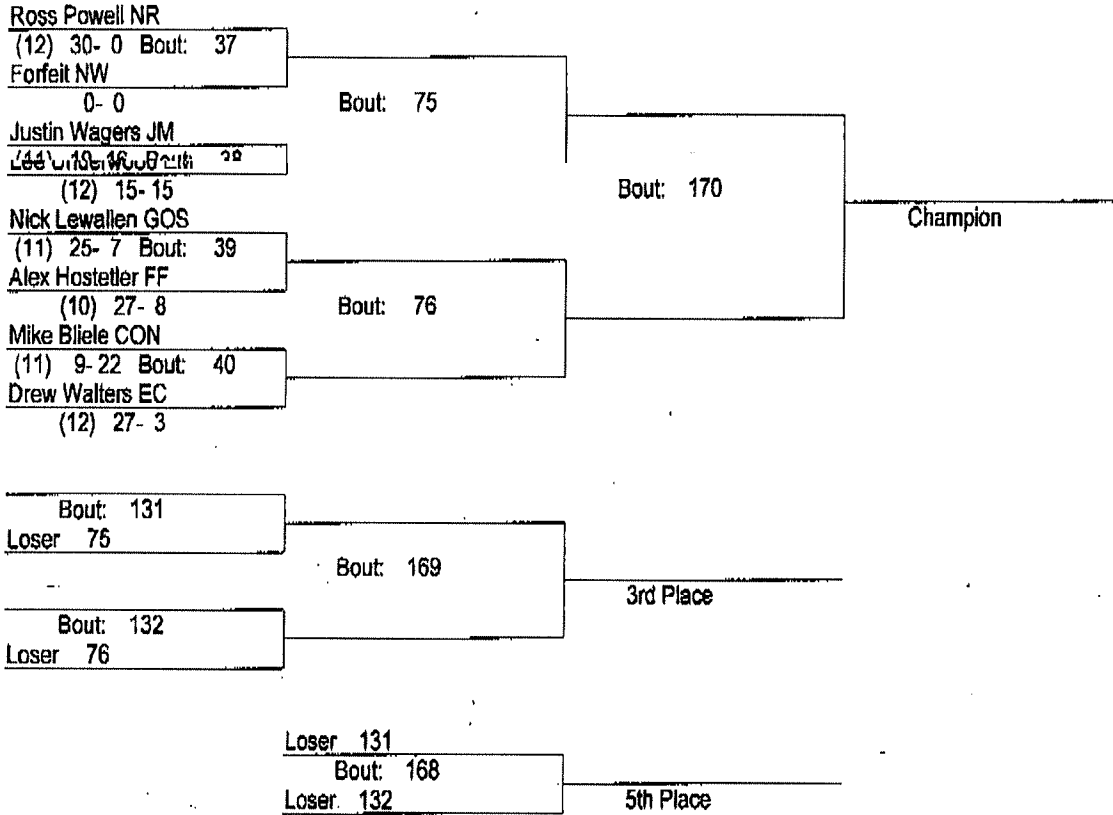 Ross Powell NR
(12) 30- 0 Bout: 37
Forfeit NW
0- 0
Bout: 75
Justin Wagers JM
38
(12) 15- 15
Bout: 170
Nick Lewallen GOS
Champion
(11) 25- 7 Bout: 39
Alex Hostetler FF
(10) 27- 8
Bout: 76
Mike Bliele CON
(11) 9- 22 Bout: 40
Drew Walters EC
(12) 27- 3
Bout: 131
Loser 75
Bout: 169
3rd Place
Bout: 132
Loser 76
Loser 131
Bout: 168
Loser 132
5th Place